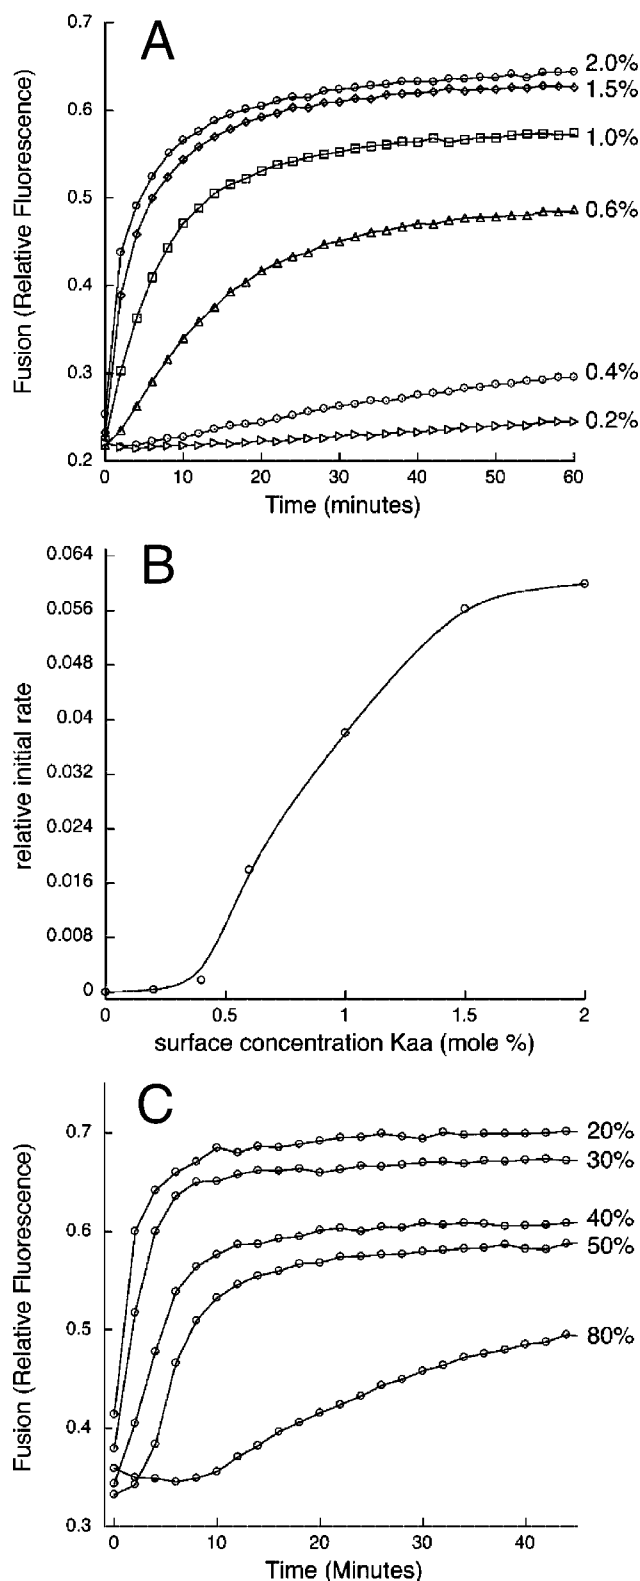 A
Fusion (Relative Fluorescence)
0.7
0.6
0.5
0.4
0.3
0.2
2.0%
1.5%
1.0%
0.6%
0.4%
0.2%
0 10 20 30 40 50 60
Time (minutes)
B
relative initial rate
0.064
0.056
0.048
0.04
0.032
0.024
0.016
0.008
0
0 0.5 1 1.5 2
surface concentration Kaa (mole %)
C
Fusion (Relative Fluorescence)
0.7
0.6
0.5
0.4
0.3
20%
30%
40%
50%
80%
0 10 20 30 40
Time (Minutes)